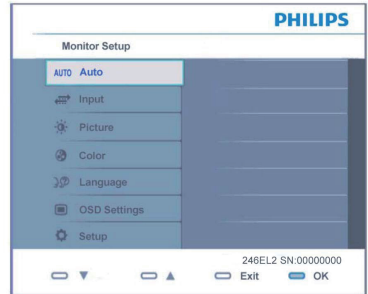 PHILIPS
Monitor Setup
AUTO Auto
Input
Picture
Color
Language
OSD Settings
Setup
246EL2 SN:00000000
▼ ▲ Exit OK